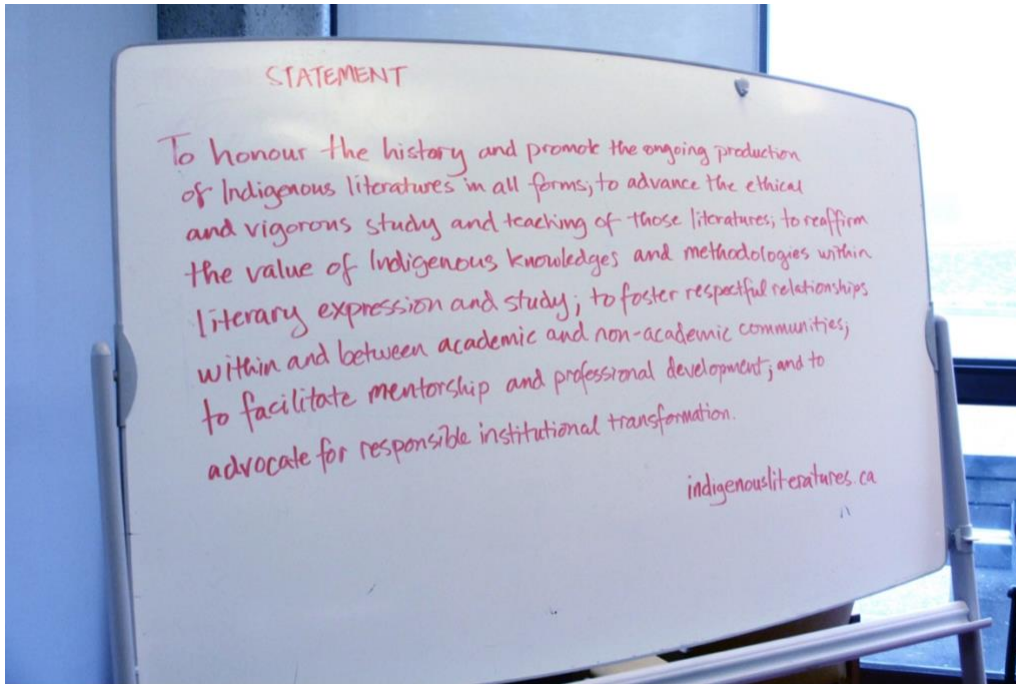 STATEMENT
To honour the history and promote the ongoing production
of Indigenous literatures in all forms; to advance the ethical
and vigorous study and teaching of those literatures; to reaffirm
the value of Indigenous knowledges and methodologies within
literary expression and study; to foster respectful relationships
within and between academic and non-academic communities;
to facilitate mentorship and professional development; and to
advocate for responsible institutional transformation.
indigenousliteratures.ca